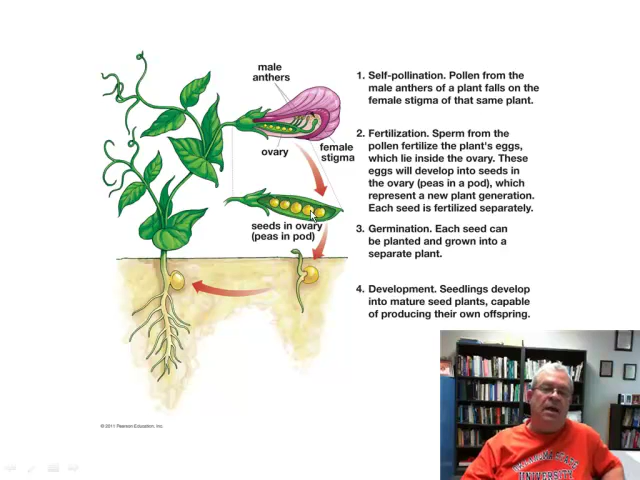 male
anthers
ovary
female
stigma
seeds in ovary
(peas in pod)
1. Self-pollination. Pollen from the
male anthers of a plant falls on the
female stigma of that same plant.
2. Fertilization. Sperm from the
pollen fertilize the plant's eggs,
which lie inside the ovary. These
eggs will develop into seeds in
the ovary (peas in a pod), which
represent a new plant generation.
Each seed is fertilized separately.
3. Germination. Each seed can
be planted and grown into a
separate plant.
4. Development. Seedlings develop
into mature seed plants, capable
of producing their own offspring.
© 2011 Pearson Education, Inc.
OKLAHOMA STATE
UNIVERSITY